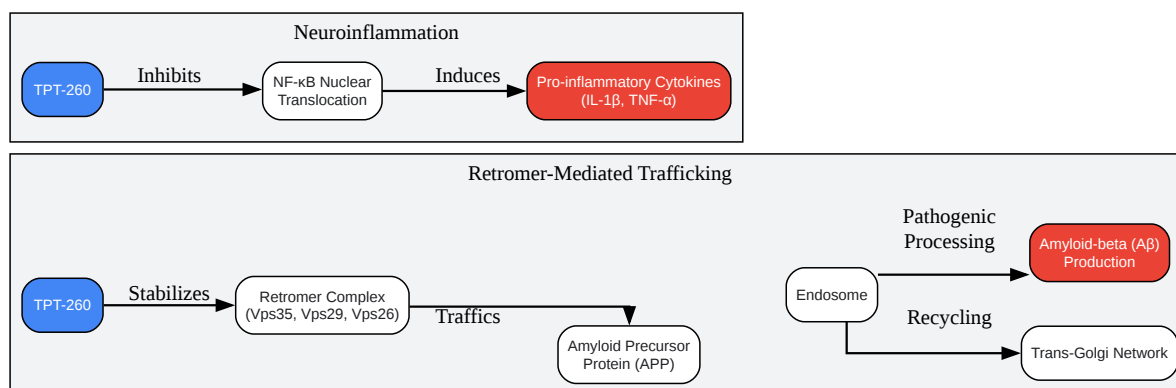 Neuroinflammation
TPT-260
Inhibits
NF-κB Nuclear
Translocation
Induces
Pro-inflammatory Cytokines
(IL-1β, TNF-α)
Retromer-Mediated Trafficking
TPT-260
Stabilizes
Retromer Complex
(Vps35, Vps29, Vps26)
Traffics
Amyloid Precursor
Protein (APP)
Endosome
Pathogenic
Processing
Amyloid-beta (Aβ)
Production
Recycling
Trans-Golgi Network